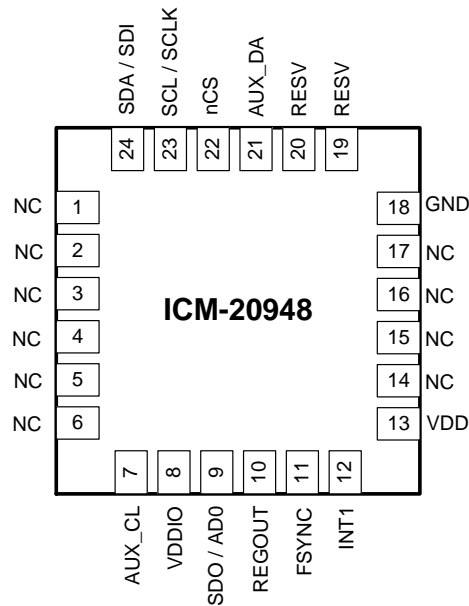 SDA / SDI
SCL / SCLK
nCS
AUX_DA
RESV
RESV
24
23
22
21
20
19
NC 1
18 GND
NC 2
17 NC
NC 3
16 NC
ICM-20948
NC 4
15 NC
NC 5
14 NC
NC 6
13 VDD
7
8
9
10
11
12
AUX_CL
VDDIO
SDO / AD0
REGOUT
FSYNC
INT1